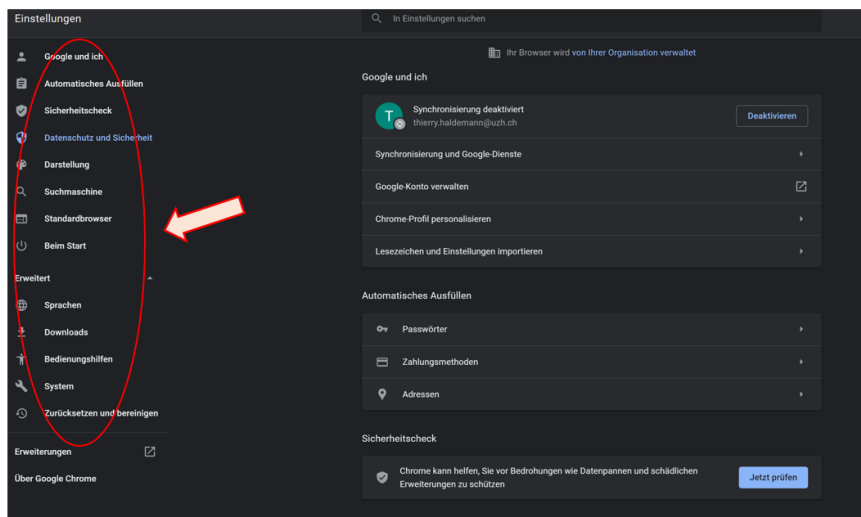 Einstellungen
In Einstellungen suchen
Google und ich
Automatisches Ausfüllen
Sicherheitscheck
Datenschutz und Sicherheit
Darstellung
Suchmaschine
Standardbrowser
Beim Start
Erweitert
Sprachen
Downloads
Bedienungshilfen
System
Zurücksetzen und bereinigen
Erweiterungen
Über Google Chrome
Ihr Browser wird von Ihrer Organisation verwaltet
Google und ich
T
Synchronisierung deaktiviert
thierry.haldemann@uzh.ch
Deaktivieren
Synchronisierung und Google-Dienste
Google-Konto verwalten
Chrome-Profil personalisieren
Lesezeichen und Einstellungen importieren
Automatisches Ausfüllen
Passwörter
Zahlungsmethoden
Adressen
Sicherheitscheck
Chrome kann helfen, Sie vor Bedrohungen wie Datenpannen und schädlichen
Erweiterungen zu schützen
Jetzt prüfen